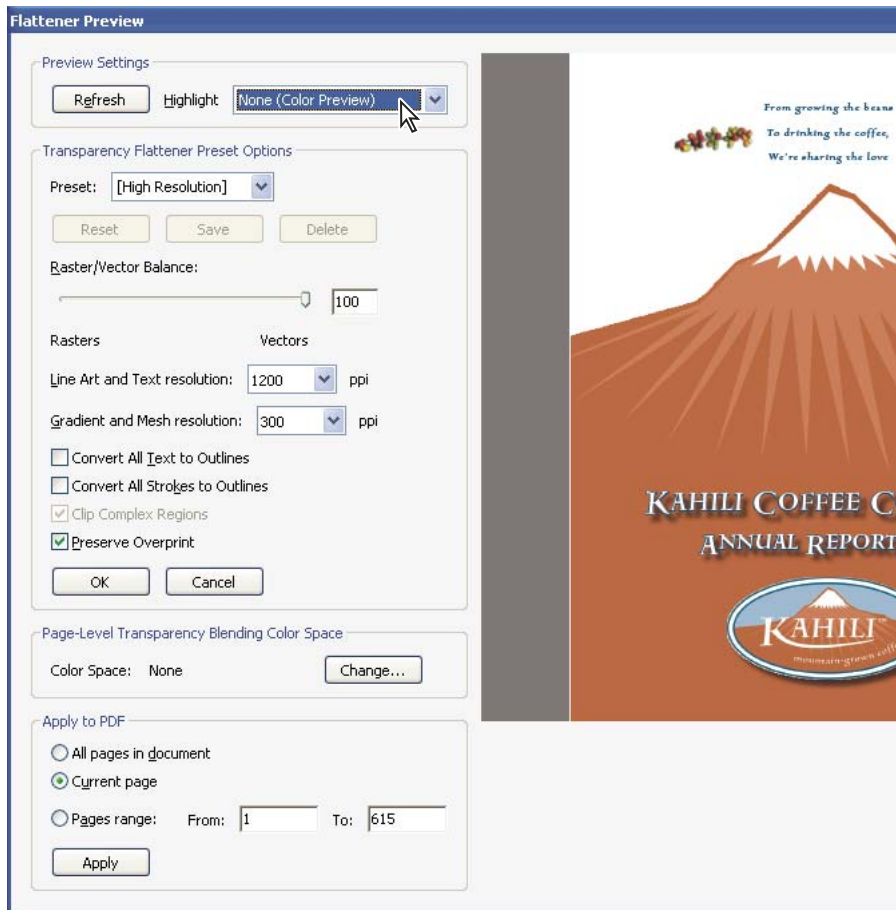 Flattener Preview
Preview Settings
Refresh Highlight None (Color Preview)
Transparency Flattener Preset Options
Preset: [High Resolution]
Reset Save Delete
Raster/Vector Balance:
100
Rasters Vectors
Line Art and Text resolution: 1200 ppi
Gradient and Mesh resolution: 300 ppi
Convert All Text to Outlines
Convert All Strokes to Outlines
Clip Complex Regions
Preserve Overprint
OK Cancel
Page-Level Transparency Blending Color Space
Color Space: None Change...
Apply to PDF
All pages in document
Current page
Pages range: From: 1 To: 615
Apply
From growing the beans
To drinking the coffee,
We're sharing the love
KAHILI COFFEE C
ANNUAL REPORT
KAHILI™
mountain-grown coff